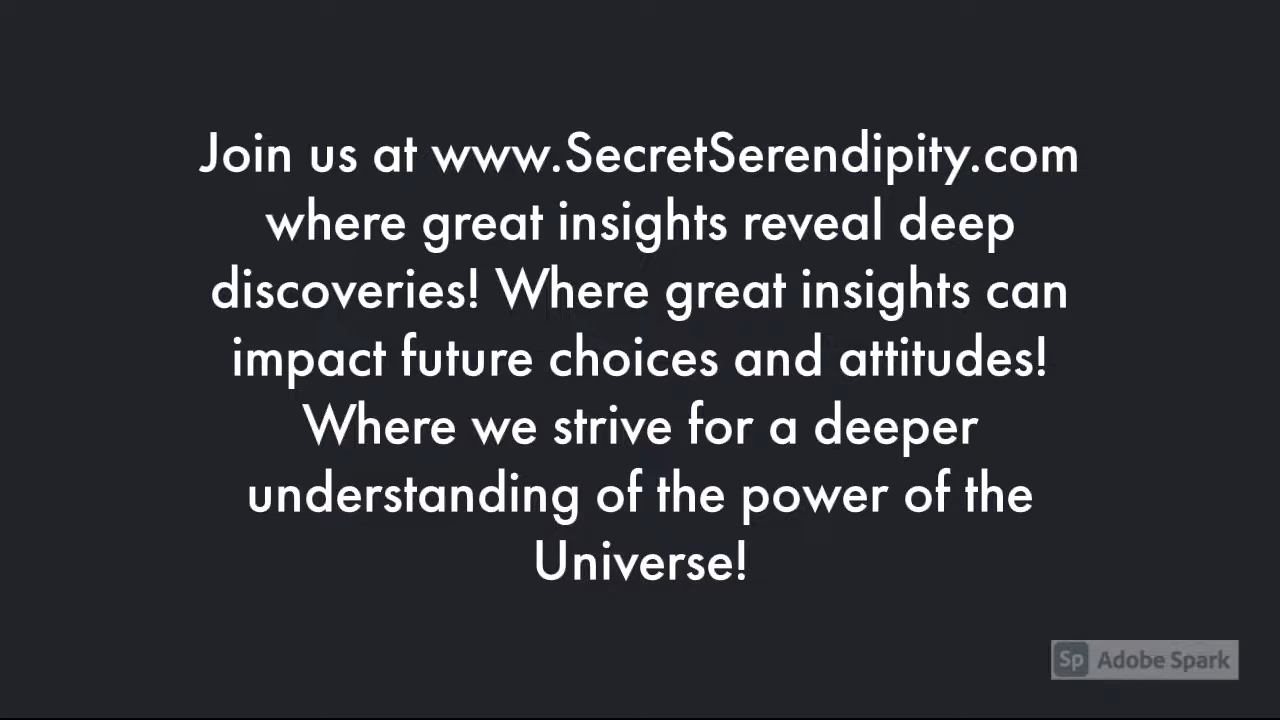 Join us at www.SecretSerendipity.com
where great insights reveal deep
discoveries! Where great insights can
impact future choices and attitudes!
Where we strive for a deeper
understanding of the power of the
Universe!
Sp Adobe Spark